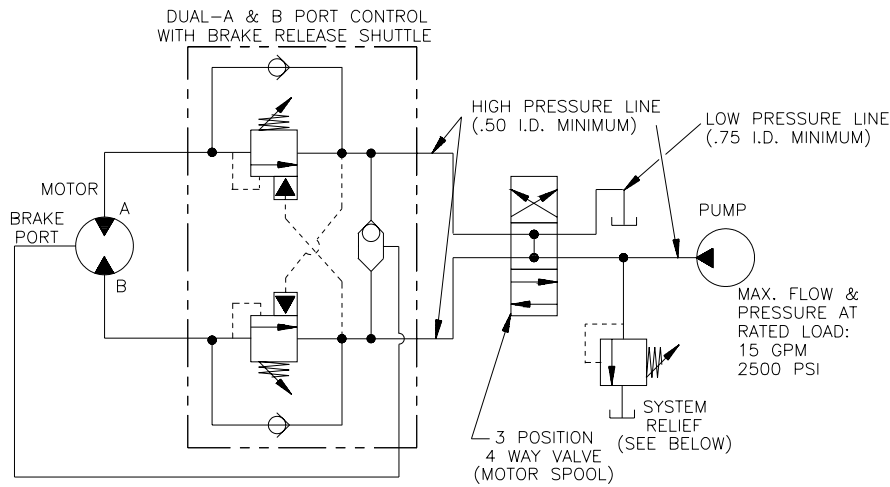 DUAL-A & B PORT CONTROL
WITH BRAKE RELEASE SHUTTLE
HIGH PRESSURE LINE
(.50 I.D. MINIMUM)
LOW PRESSURE LINE
(.75 I.D. MINIMUM)
MOTOR
A
BRAKE
PORT
B
PUMP
MAX. FLOW &
PRESSURE AT
RATED LOAD:
15 GPM
2500 PSI
SYSTEM
RELIEF
(SEE BELOW)
3 POSITION
4 WAY VALVE
(MOTOR SPOOL)